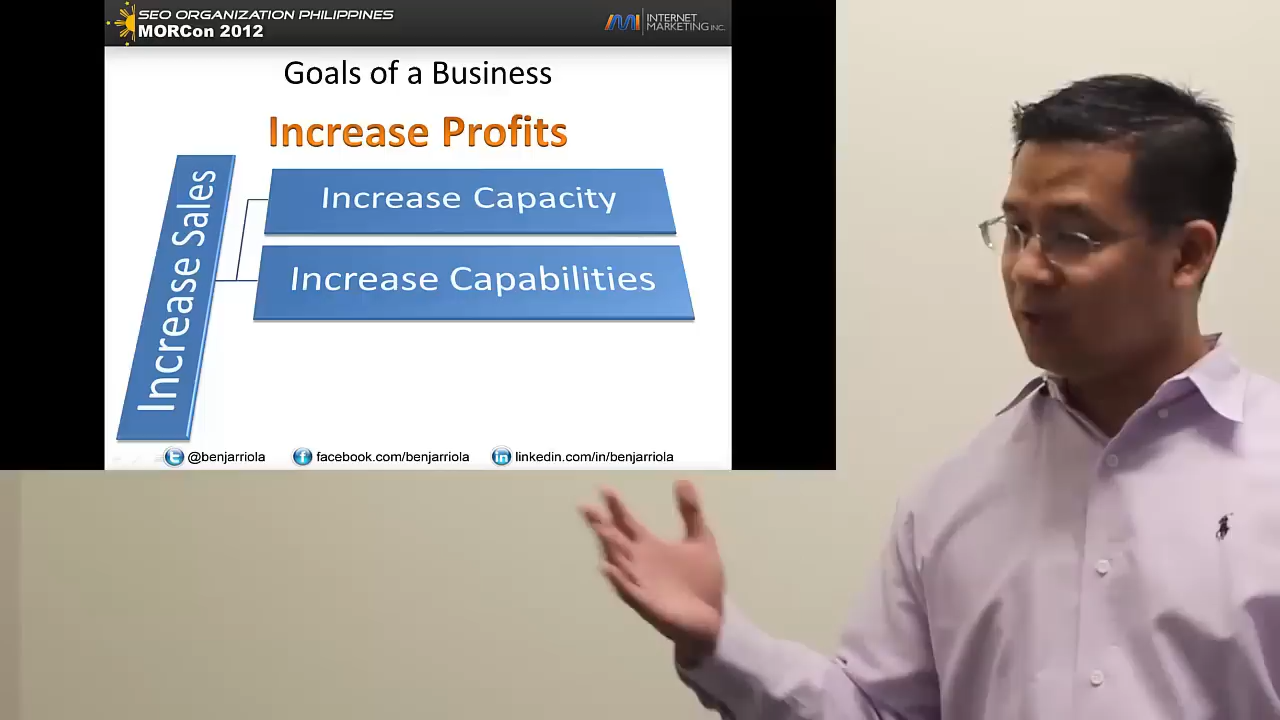 SEO ORGANIZATION PHILIPPINES
MORCon 2012
INTERNET
MARKETING INC.
Goals of a Business
Increase Profits
Increase Sales
Increase Capacity
Increase Capabilities
@benjarriola
facebook.com/benjarriola
linkedin.com/in/benjarriola